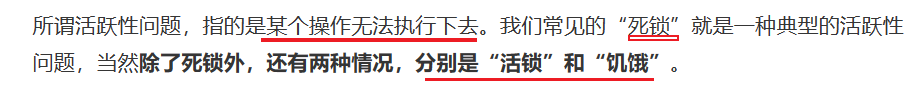 所谓活跃性问题，指的是某个操作无法执行下去。我们常见的“死锁”就是一种典型的活跃性
问题，当然除了死锁外，还有两种情况，分别是“活锁”和“饥饿”。